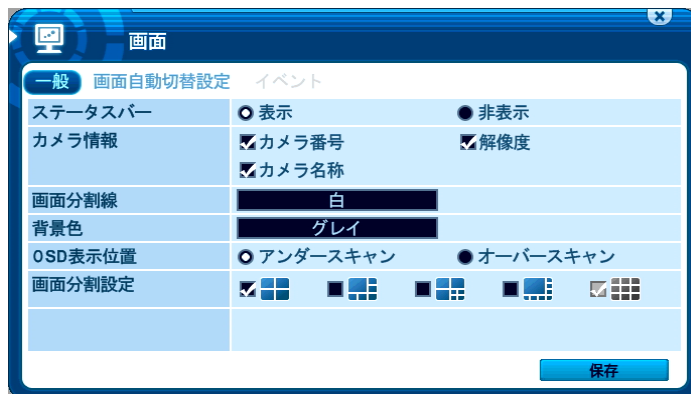 画面
一般 画面自動切替設定 イベント
ステータスバー 表示 非表示
カメラ情報 カメラ番号 解像度
カメラ名称
画面分割線 白
背景色 グレイ
OSD表示位置 アンダースキャン オーバースキャン
画面分割設定
保存